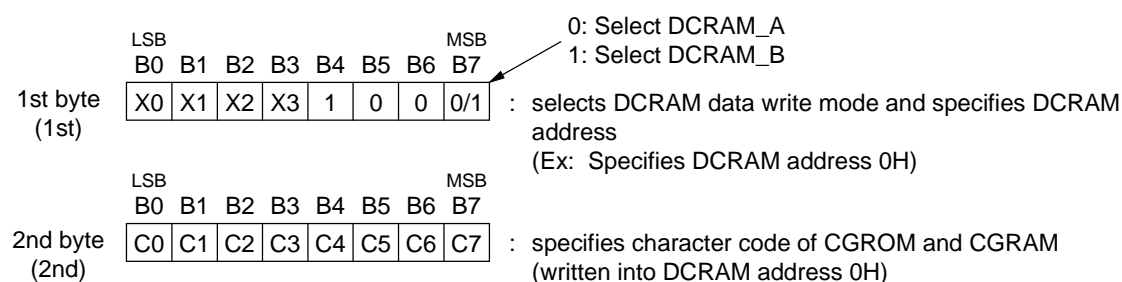 0: Select DCRAM_A
1: Select DCRAM_B
LSB MSB
B0 B1 B2 B3 B4 B5 B6 B7
1st byte X0 X1 X2 X3 1 0 0 0/1 : selects DCRAM data write mode and specifies DCRAM
(1st) address
(Ex: Specifies DCRAM address 0H)
LSB MSB
B0 B1 B2 B3 B4 B5 B6 B7
2nd byte C0 C1 C2 C3 C4 C5 C6 C7 : specifies character code of CGROM and CGRAM
(2nd) (written into DCRAM address 0H)